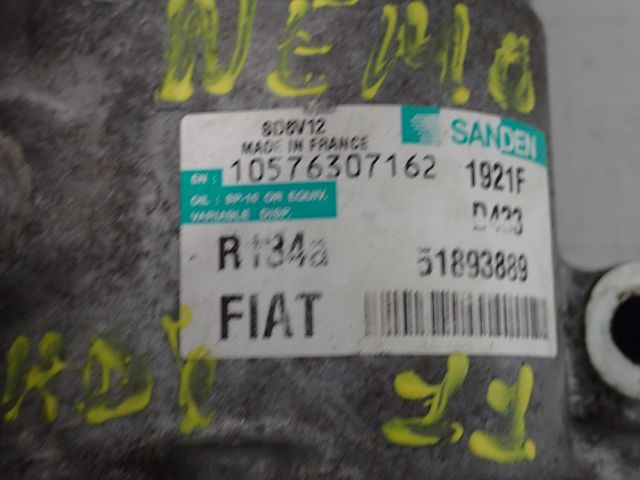 NEMO
SD6V12
MADE IN FRANCE
SANDEN
SN : 10576307162
1921F
OIL : SP-10 OR EQUIV.
VARIABLE DISP.
R134a
51893889
FIAT
HDI